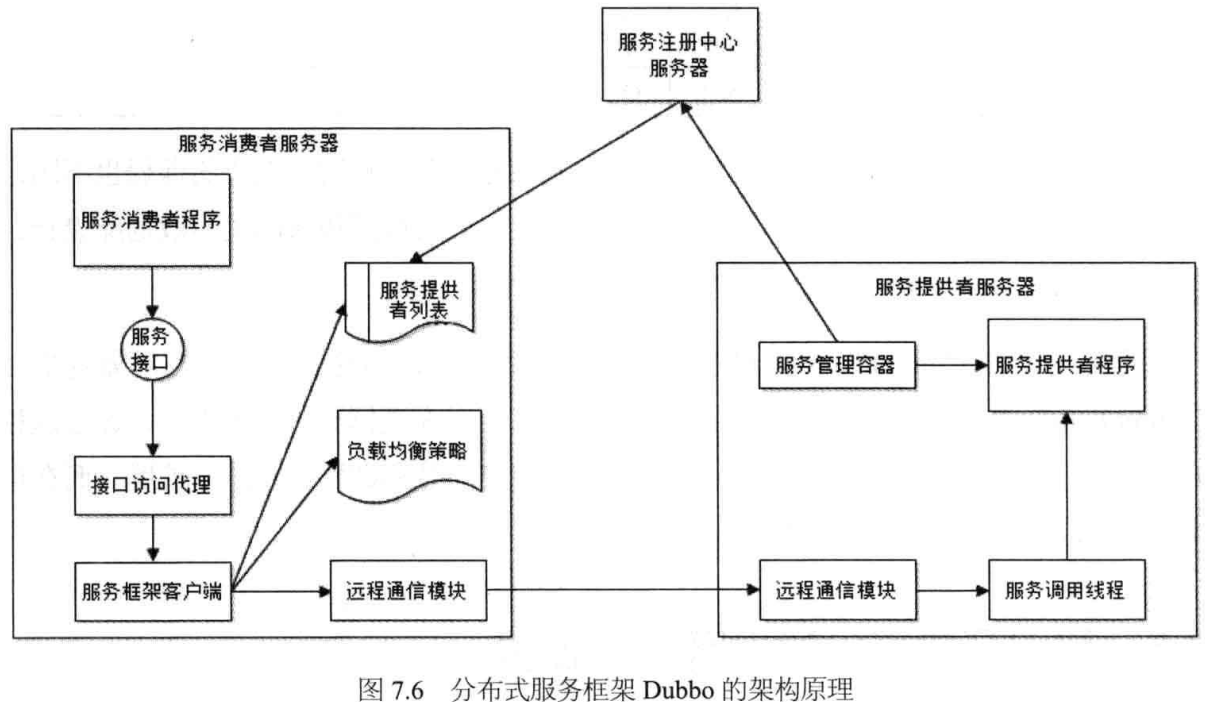 服务注册中心
服务器
服务消费者服务器
服务消费者程序
服务
接口
接口访问代理
服务框架客户端
服务提供
者列表
负载均衡策略
远程通信模块
服务提供者服务器
服务管理容器
服务提供者程序
远程通信模块
服务调用线程
图 7.6 分布式服务框架 Dubbo 的架构原理